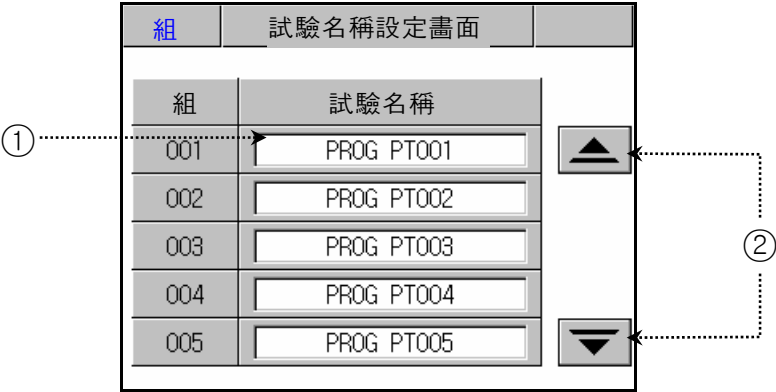 組 試驗名稱設定畫面
組 試驗名稱
① 001 PROG PT001
002 PROG PT002
② 003 PROG PT003
004 PROG PT004
005 PROG PT005